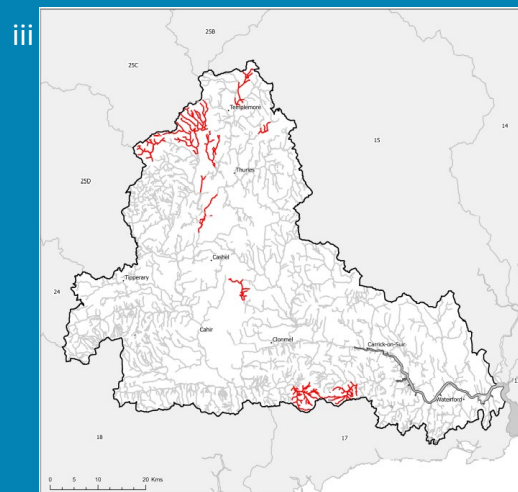 iii
25B
25C
Templemore
15
14
25D
Thurles
Cashel
Tipperary
24
Cahir
Clonmel
Carrick-on-Suir
Waterford
18
17
0 5 10 20 Kms